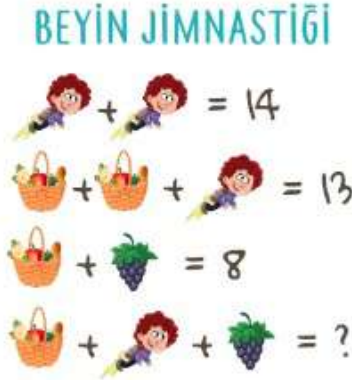 BEYİN JİMNASTİĞİ
+ = 14
+ + = 13
+ = 8
+ + = ?